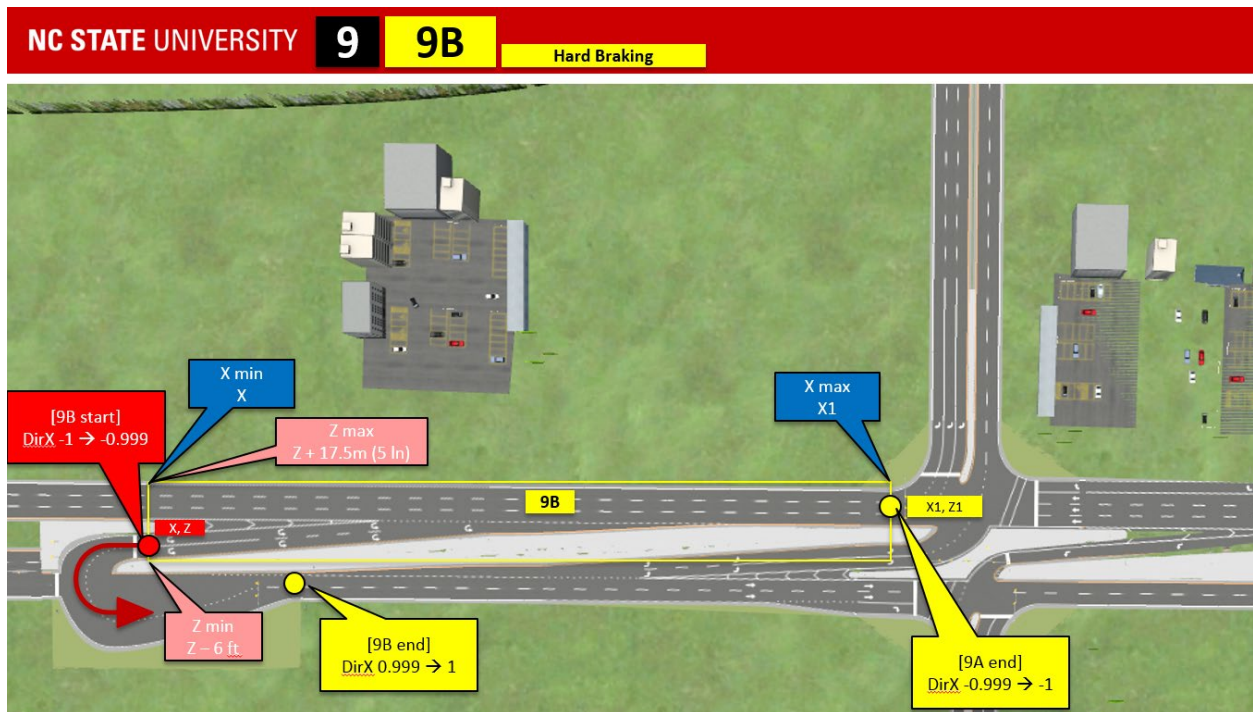 NC STATE UNIVERSITY
9
9B
Hard Braking
X min
X
X max
X1
[9B start]
DirX -1 → -0.999
Z max
Z + 17.5m (5 ln)
9B
X, Z
X1, Z1
Z min
Z – 6 ft
[9B end]
DirX 0.999 → 1
[9A end]
DirX -0.999 → -1